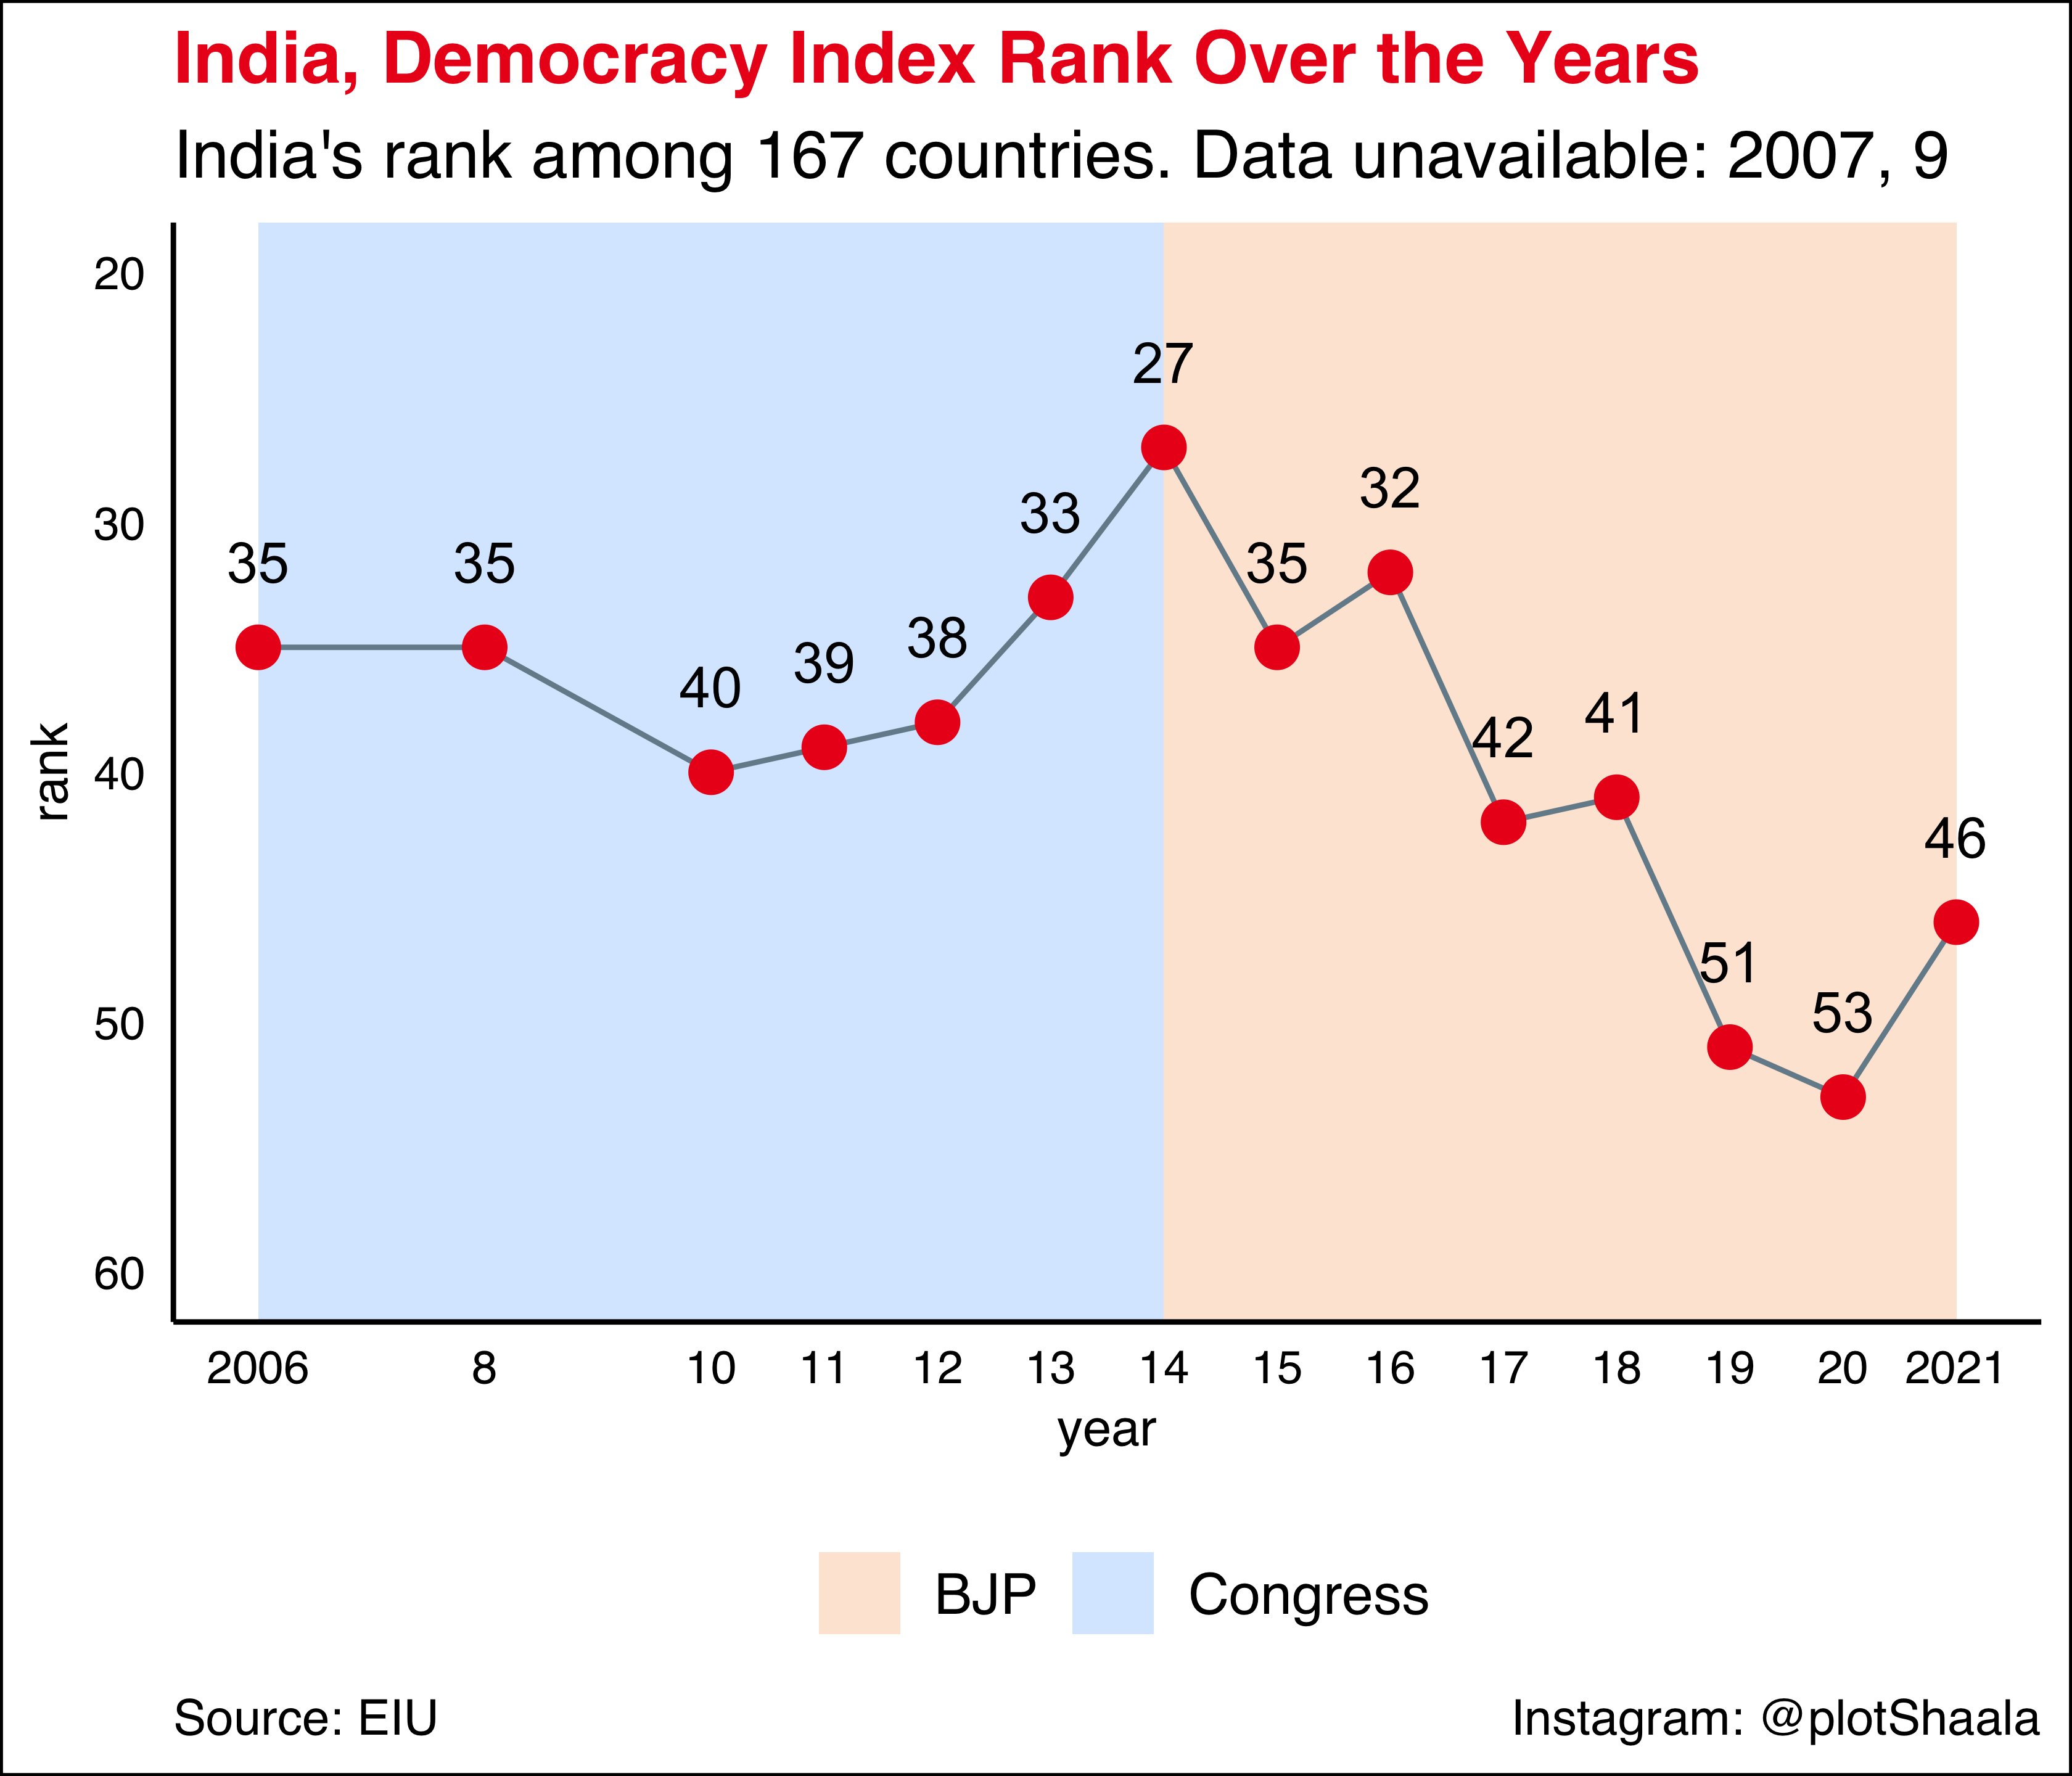 India, Democracy Index Rank Over the Years
India's rank among 167 countries. Data unavailable: 2007, 9
20
30
40
50
60
rank
35
35
40
39
38
33
27
35
32
42
41
51
53
46
2006 8 10 11 12 13 14 15 16 17 18 19 20 2021
year
BJP Congress
Source: EIU
Instagram: @plotShaala